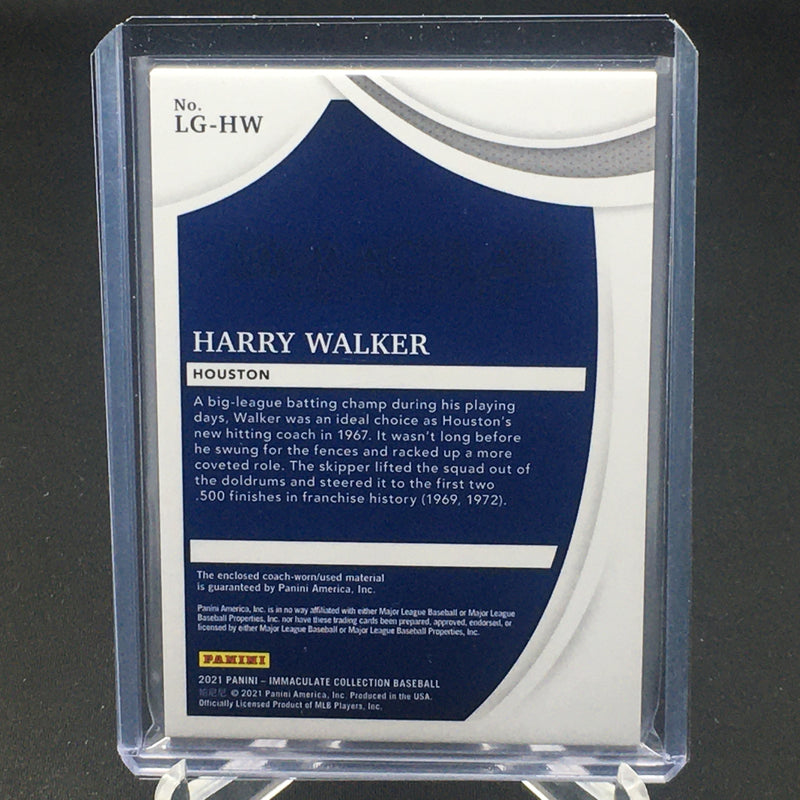 No.
LG-HW
HARRY WALKER
HOUSTON
A big-league batting champ during his playing
days, Walker was an ideal choice as Houston's
new hitting coach in 1967. It wasn't long before
he swung for the fences and racked up a more
coveted role. The skipper lifted the squad out of
the doldrums and steered it to the first two
.500 finishes in franchise history (1969, 1972).
The enclosed coach-worn/used material
is guaranteed by Panini America, Inc.
Panini America, Inc. is in no way affiliated with either Major League Baseball or Major League
Baseball Properties, Inc. nor have these trading cards been prepared, approved, endorsed, or
licensed by either Major League Baseball or Major League Baseball Properties, Inc.
PANINI
2021 PANINI – IMMACULATE COLLECTION BASEBALL
帕尼尼 © 2021 Panini America, Inc. Produced in the USA.
Officially Licensed Product of MLB Players, Inc.